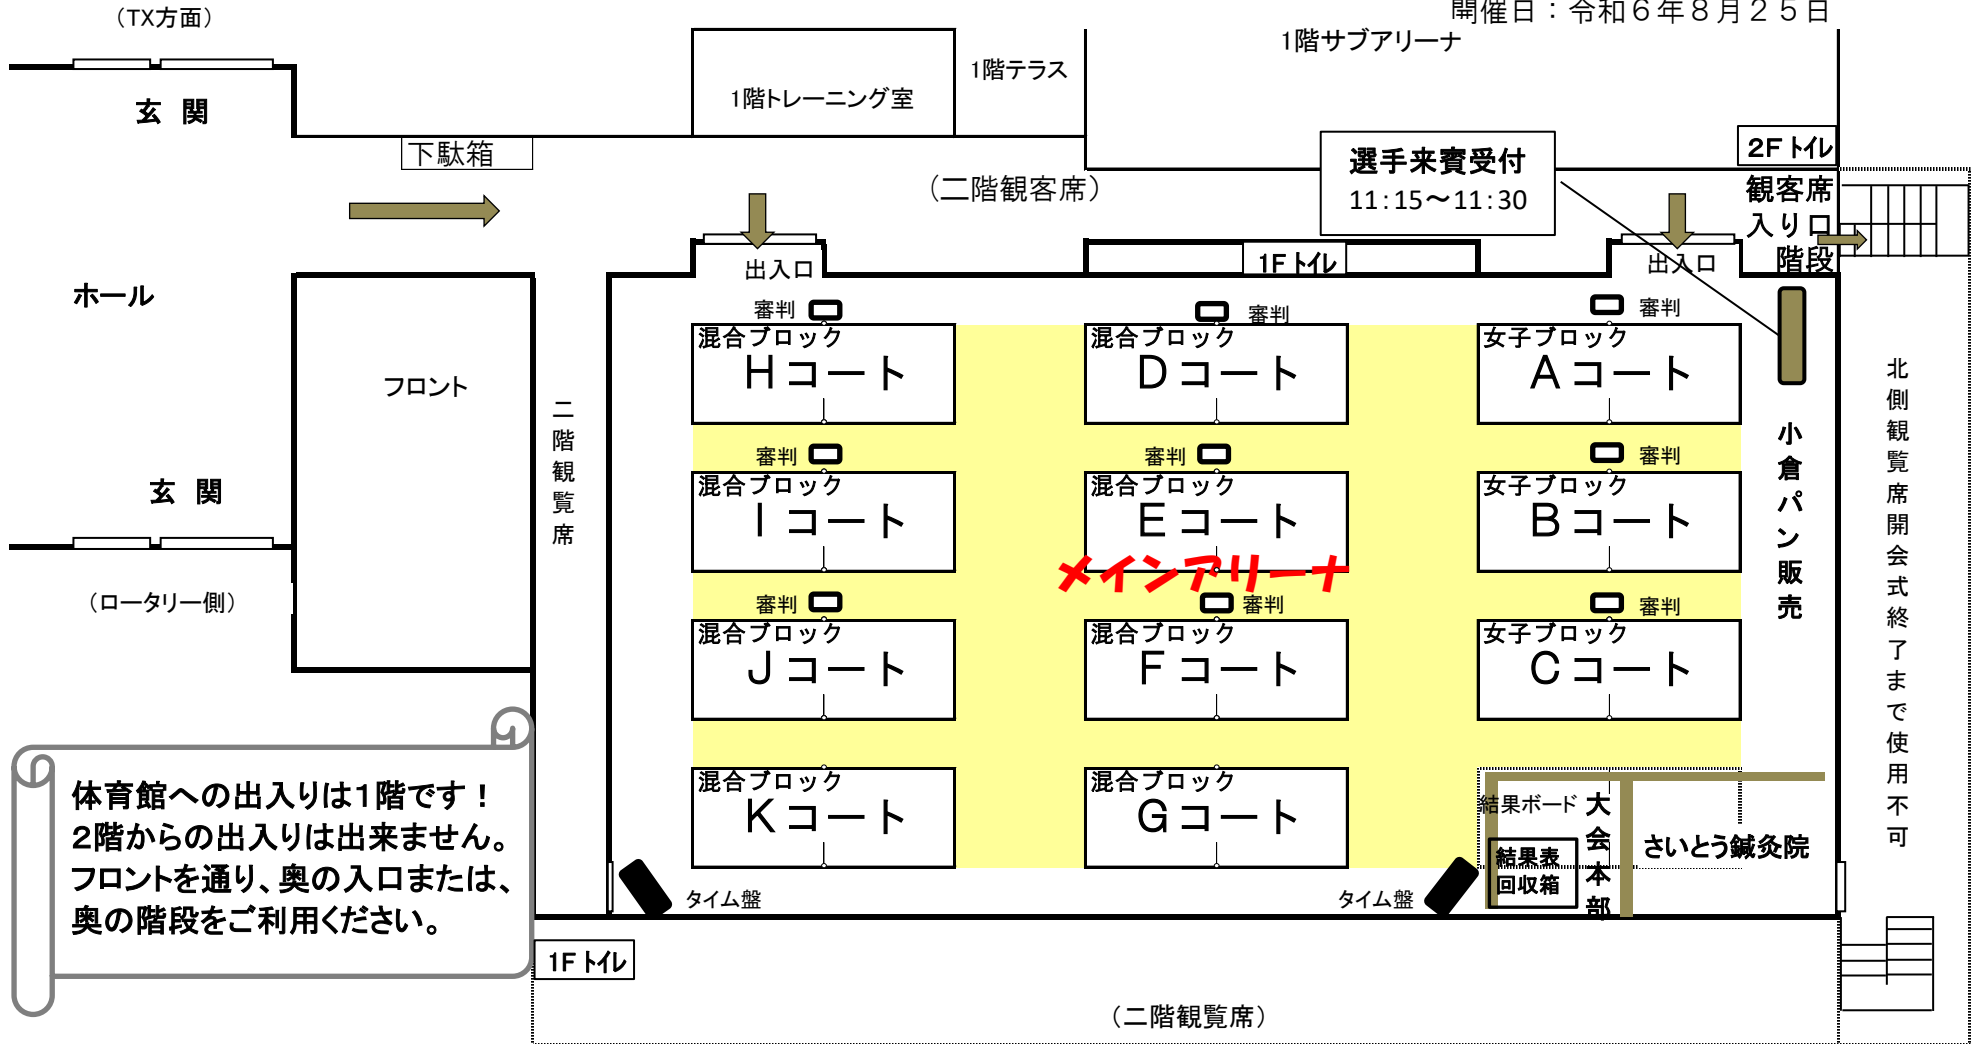 (TX方面)
開催日：令和６年８月２５日
1階サブアリーナ
1階テラス
1階トレーニング室
玄 関
下駄箱
選手来賓受付
11：15～11：30
2F トイレ
（二階観客席）
観客席
入り口
階段
出入口
1F トイレ
出入口
ホール
審判
審判
審判
混合ブロック
Hコート
混合ブロック
Dコート
女子ブロック
Aコート
フロント
二階観覧席
北側観覧席開会式終了まで使用不可
小倉パン販売
審判
審判
審判
混合ブロック
Iコート
混合ブロック
Eコート
女子ブロック
Bコート
玄 関
メインアリーナ
（ロータリー側）
審判
審判
審判
混合ブロック
Jコート
混合ブロック
Fコート
女子ブロック
Cコート
混合ブロック
Kコート
混合ブロック
Gコート
結果ボード
大会本部
さいとう鍼灸院
結果表
回収箱
体育館への出入りは１階です！
2階からの出入りは出来ません。
フロントを通り、奥の入口または、
奥の階段をご利用ください。
タイム盤
タイム盤
1F トイレ
（二階観覧席）